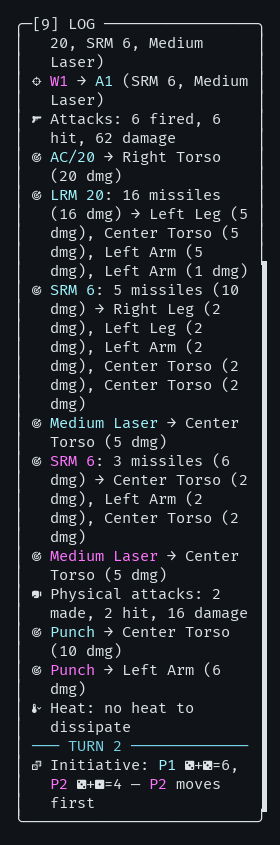 [9] LOG
20, SRM 6, Medium
Laser)
W1 → A1 (SRM 6, Medium
Laser)
Attacks: 6 fired, 6
hit, 62 damage
AC/20 → Right Torso
(20 dmg)
LRM 20: 16 missiles
(16 dmg) → Left Leg (5
dmg), Center Torso (5
dmg), Left Arm (5
dmg), Left Arm (1 dmg)
SRM 6: 5 missiles (10
dmg) → Right Leg (2
dmg), Left Leg (2
dmg), Left Arm (2
dmg), Center Torso (2
dmg), Center Torso (2
dmg)
Medium Laser → Center
Torso (5 dmg)
SRM 6: 3 missiles (6
dmg) → Center Torso (2
dmg), Left Arm (2
dmg), Center Torso (2
dmg)
Medium Laser → Center
Torso (5 dmg)
Physical attacks: 2
made, 2 hit, 16 damage
Punch → Center Torso
(10 dmg)
Punch → Left Arm (6
dmg)
Heat: no heat to
dissipate
TURN 2
Initiative: P1 +=6,
P2 +=4 — P2 moves
first